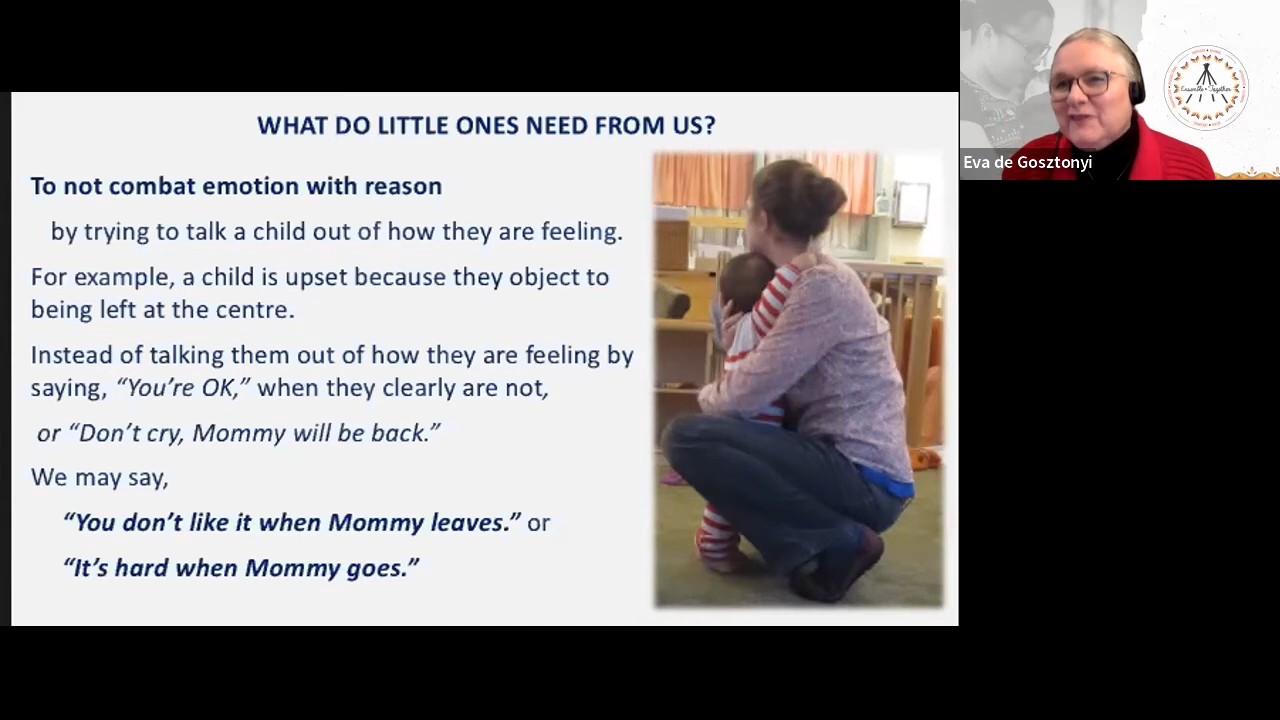 WHAT DO LITTLE ONES NEED FROM US?
To not combat emotion with reason
by trying to talk a child out of how they are feeling.
For example, a child is upset because they object to
being left at the centre.
Instead of talking them out of how they are feeling by
saying, “You’re OK,” when they clearly are not,
or “Don’t cry, Mommy will be back.”
We may say,
“You don’t like it when Mommy leaves.” or
“It’s hard when Mommy goes.”
Eva de Gosztonyi
Ensemble • Together